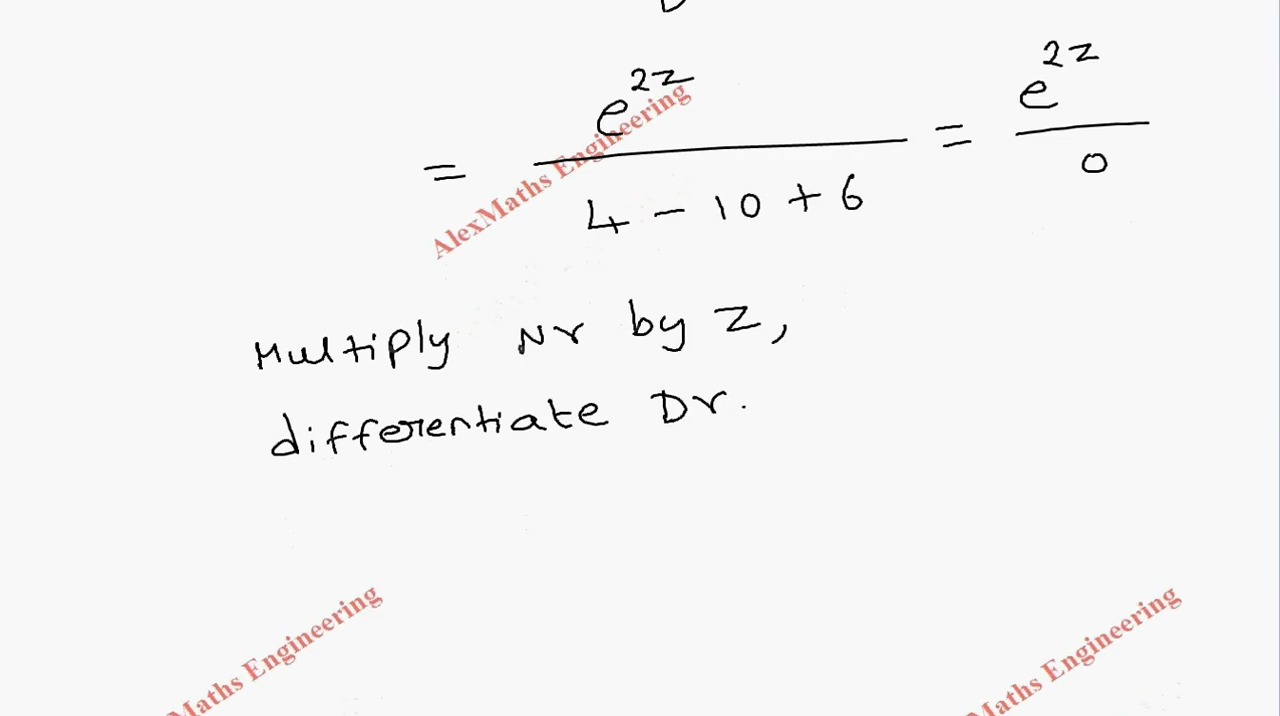 = e^{2z} / 4 - 10 + 6 = e^{2z} / 0
AlexMaths Engineering
Multiply Nr by z,
differentiate Dr.
Maths Engineering
Maths Engineering